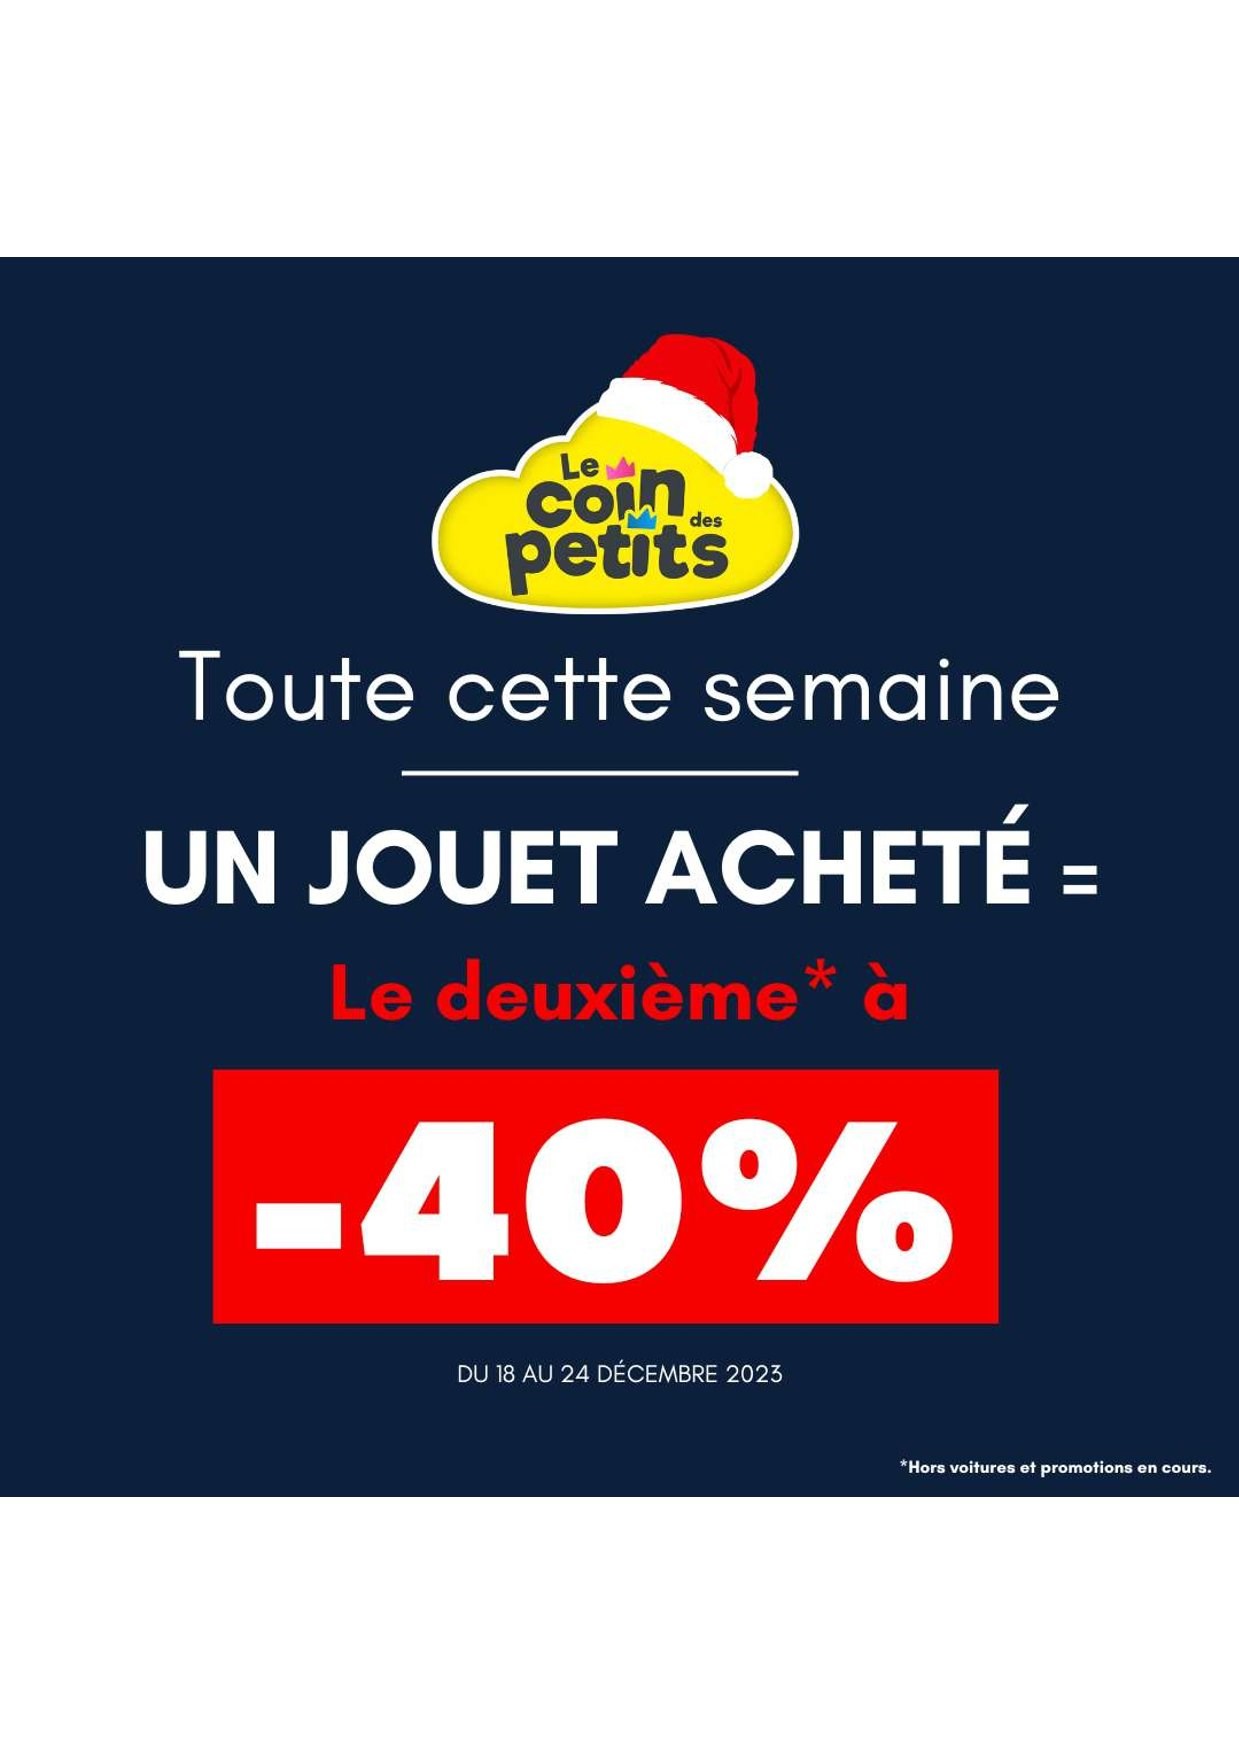 Le
coin
des
petits
Toute cette semaine
UN JOUET ACHETÉ =
Le deuxième* à
-40%
DU 18 AU 24 DÉCEMBRE 2023
*Hors voitures et promotions en cours.